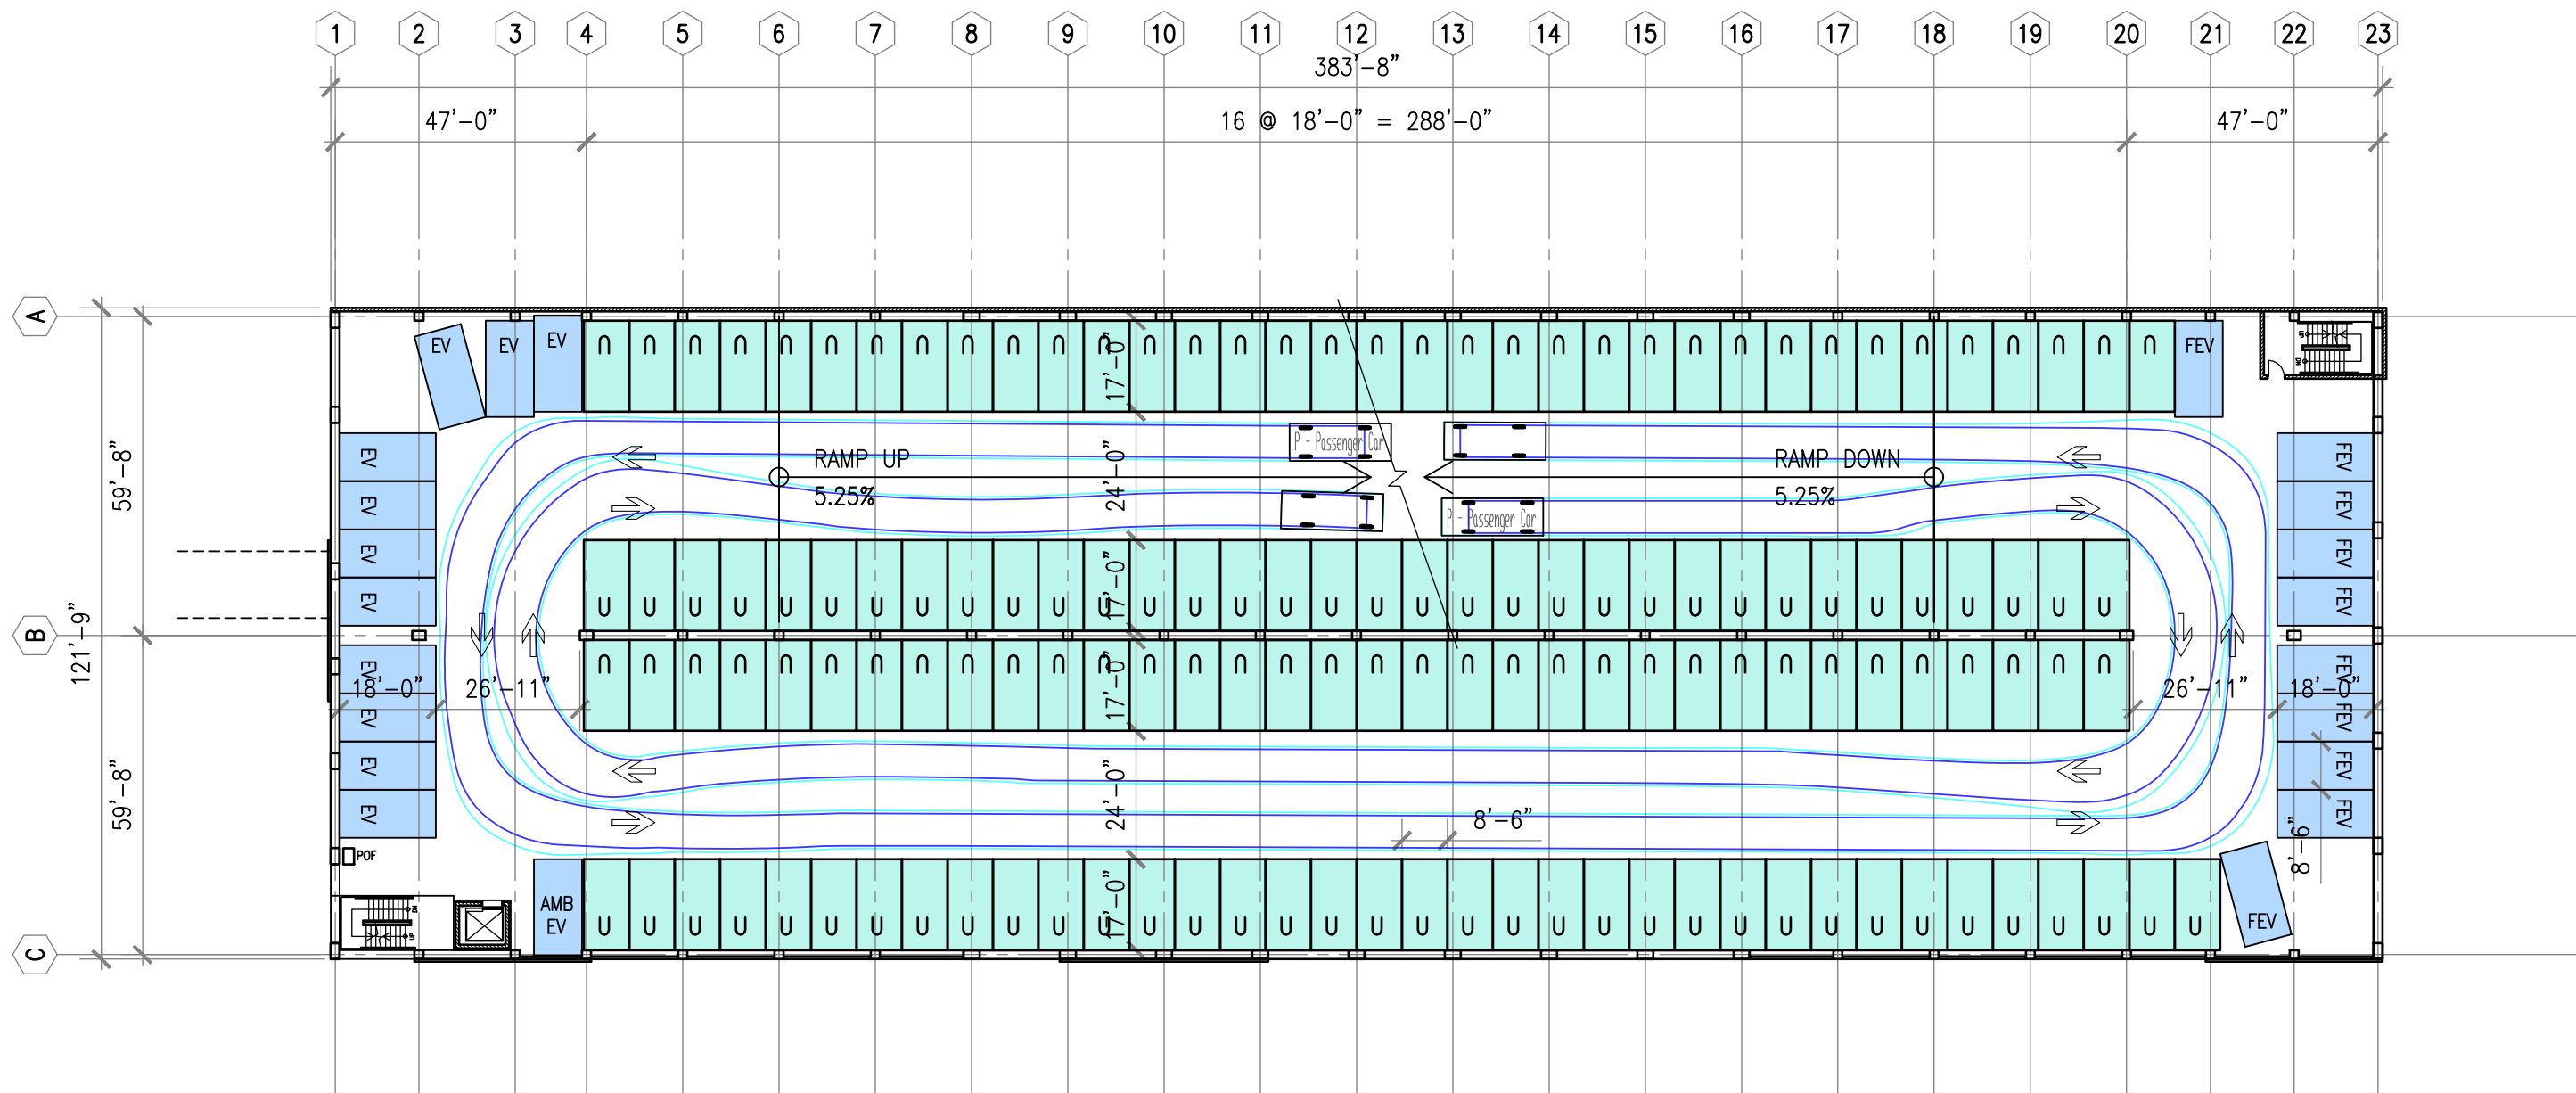 1 2 3 4 5 6 7 8 9 10 11 12 13 14 15 16 17 18 19 20 21 22 23
383'-8"
47'-0" 16 @ 18'-0" = 288'-0" 47'-0"
A
EV EV EV U U U U U U U U U U U U U U U U U U U U U U U U U U U U U U U U U U U FEV
UP
DN
17'-0"
P - Passenger Car
RAMP UP
5.25%
RAMP DOWN
5.25%
P - Passenger Car
24'-0"
59'-8"
EV FEV
EV FEV
EV FEV
EV FEV
17'-0"
U U U U U U U U U U U U U U U U U U U U U U U U U U U U U U U U U U
B
121'-9"
U U U U U U U U U U U U U U U U U U U U U U U U U U U U U U U U U U
17'-0"
EV FEV
18'-0" 26'-11" 26'-11" 18'-0"
EV FEV
EV FEV
EV FEV
59'-8"
24'-0"
8'-6"
8'-6"
POF
DN
UP
AMB
EV
17'-0"
U U U U U U U U U U U U U U U U U U U U U U U U U U U U U U U U U U U U
FEV
C